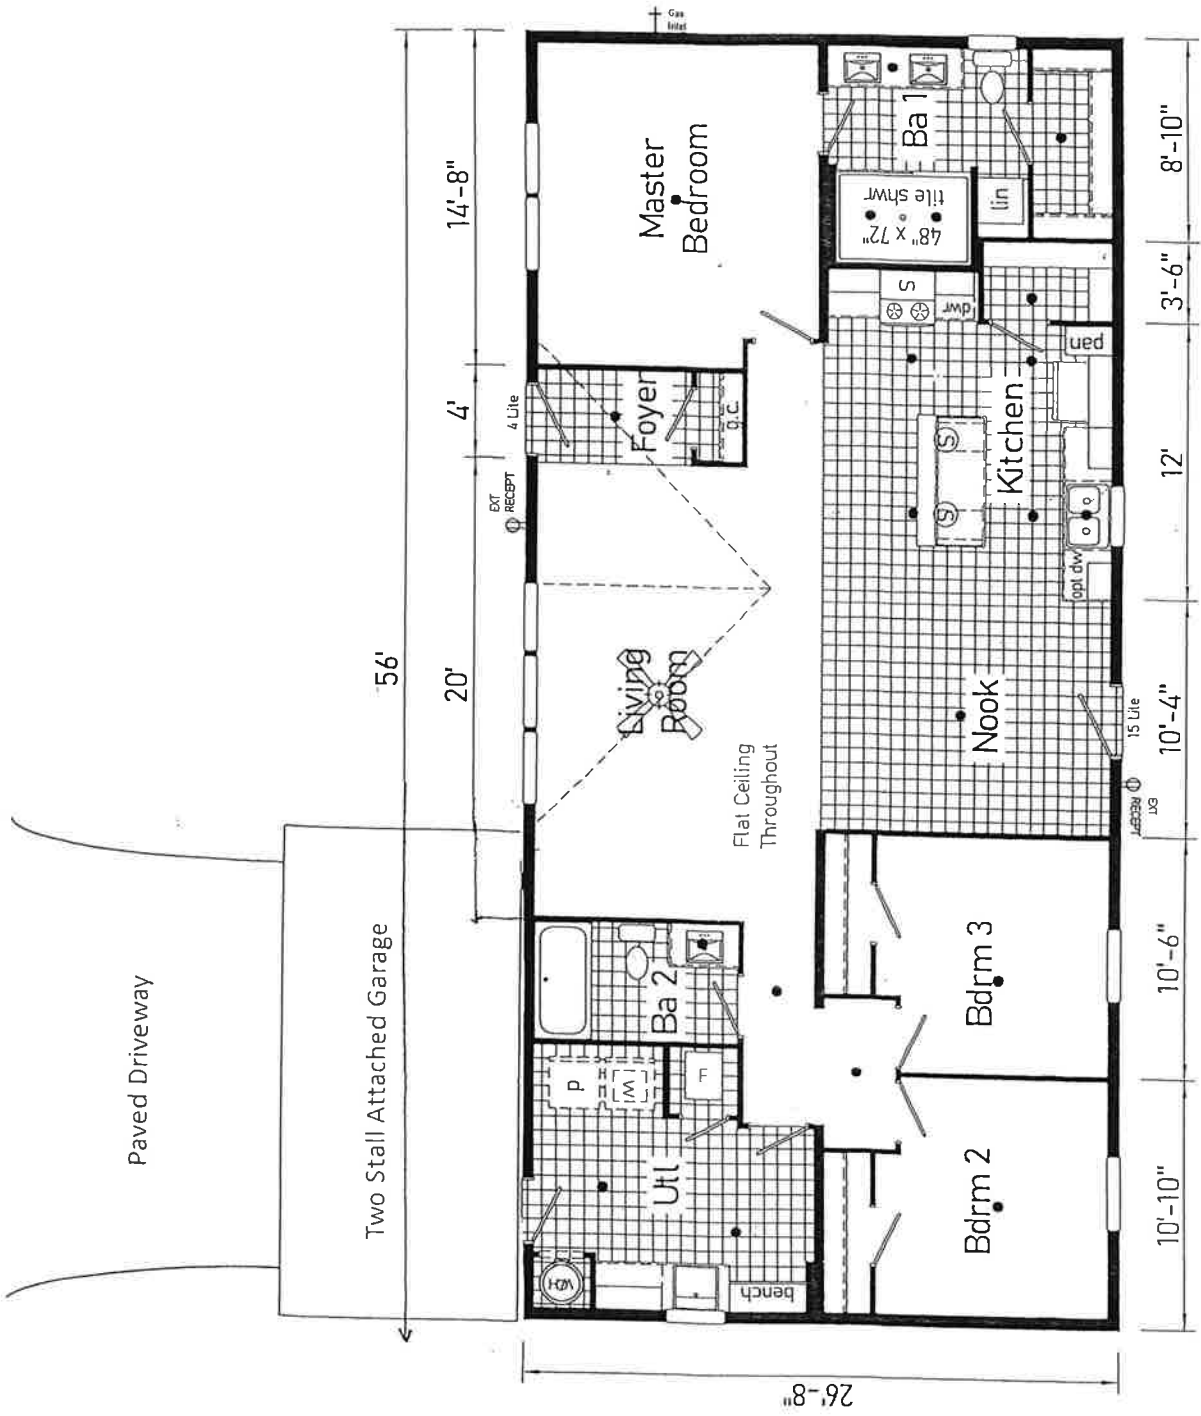 Gas
Inlet
56'
14'-8"
4'
20'
4 Lite
EXT
RECEPT
Master
Bedroom
Ba 1
48" x 72"
tile shwr
lin
S
dwr
pan
Foyer
g.c.
Kitchen
S
S
opt dw
Living
Room
Flat Ceiling
Throughout
Nook
15 Lite
EXT
RECEPT
8'-10"
3'-6"
12'
10'-4"
10'-6"
10'-10"
Paved Driveway
Two Stall Attached Garage
Ba 2
Bdrm 3
Bdrm 2
F
W
Utl
WH
bench
26'-8"